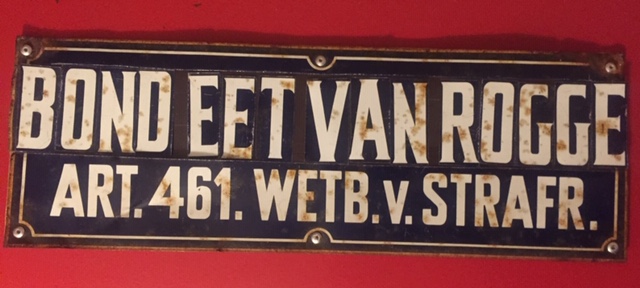 BOND EET VAN ROGGE
ART. 461. WETB. v. STRAFR.